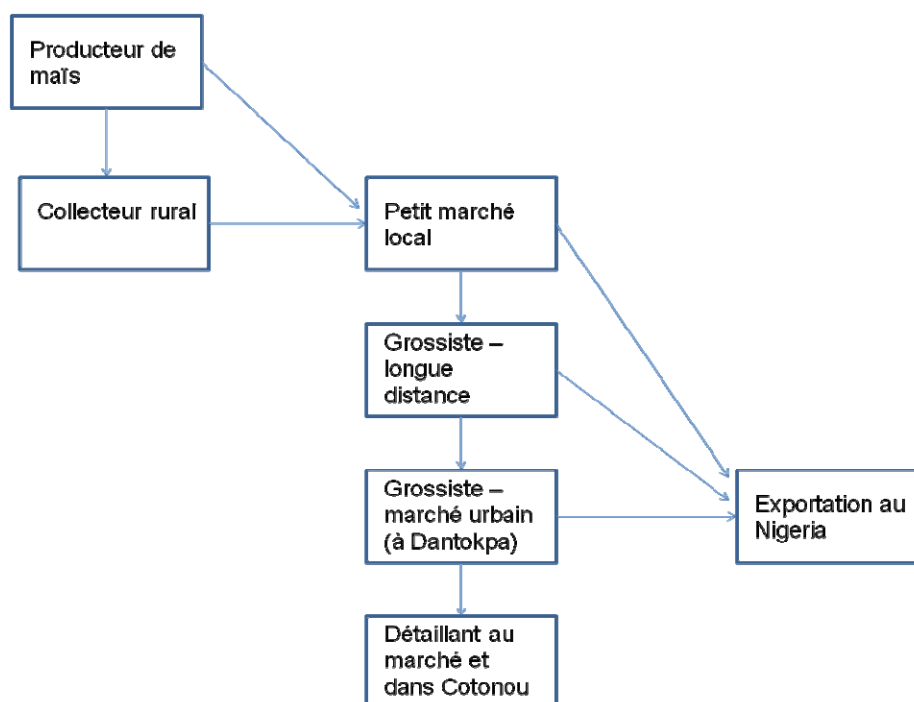 Producteur de
maïs
Collecteur rural
Petit marché
local
Grossiste –
longue
distance
Grossiste –
marché urbain
(à Dantokpa)
Exportation au
Nigeria
Détaillant au
marché et
dans Cotonou